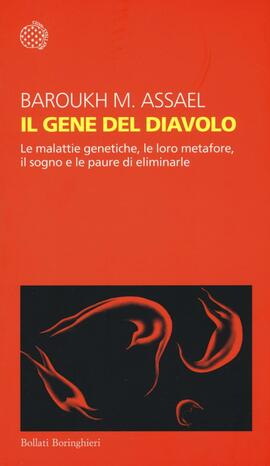 BAROUKH M. ASSAEL
IL GENE DEL DIAVOLO
Le malattie genetiche, le loro metafore,
il sogno e le paure di eliminarle
Bollati Boringhieri